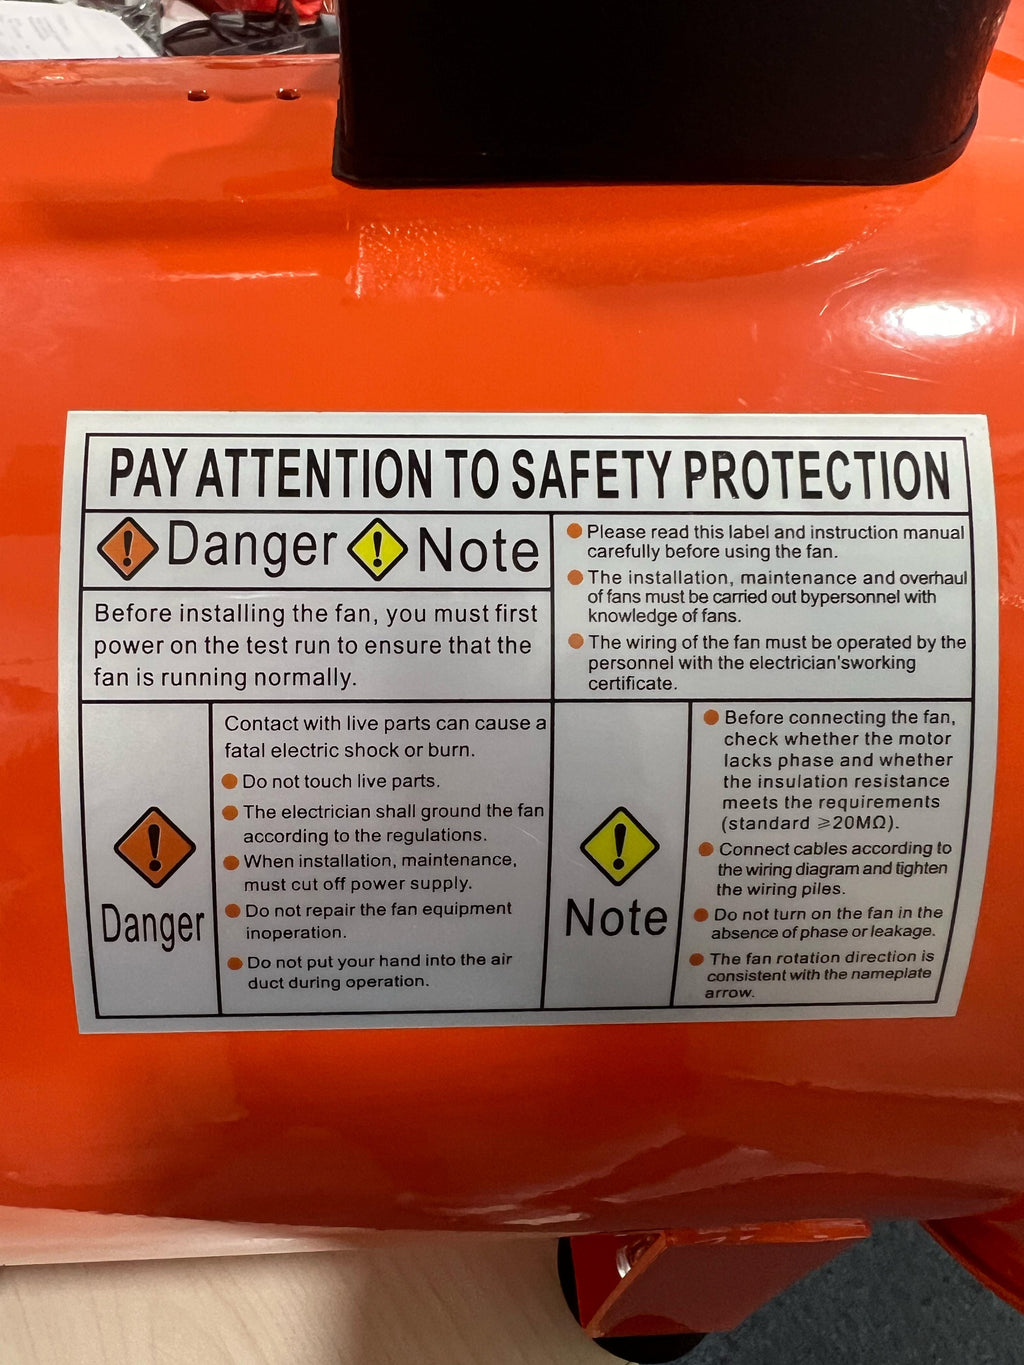 PAY ATTENTION TO SAFETY PROTECTION
Danger Note
Before installing the fan, you must first
power on the test run to ensure that the
fan is running normally.
Please read this label and instruction manual
carefully before using the fan.
The installation, maintenance and overhaul
of fans must be carried out bypersonnel with
knowledge of fans.
The wiring of the fan must be operated by the
personnel with the electrician'sworking
certificate.
Danger
Contact with live parts can cause a
fatal electric shock or burn.
Do not touch live parts.
The electrician shall ground the fan
according to the regulations.
When installation, maintenance,
must cut off power supply.
Do not repair the fan equipment
inoperation.
Do not put your hand into the air
duct during operation.
Note
Before connecting the fan,
check whether the motor
lacks phase and whether
the insulation resistance
meets the requirements
(standard ⩾20MΩ).
Connect cables according to
the wiring diagram and tighten
the wiring piles.
Do not turn on the fan in the
absence of phase or leakage.
The fan rotation direction is
consistent with the nameplate
arrow.